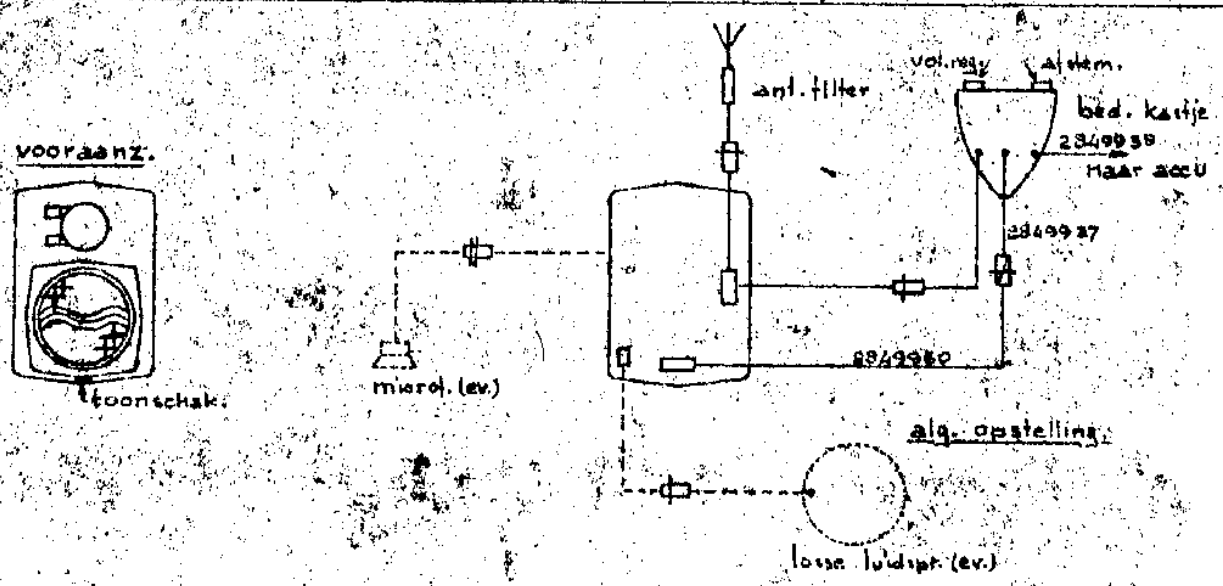 vooraanz.
toonschak.
microf. (ev.)
ant. filter
vol. reg.
afstem.
bed. kastje
2849939
naar accu
2849937
2849960
alg. opstelling.
losse luidspr. (ev.)